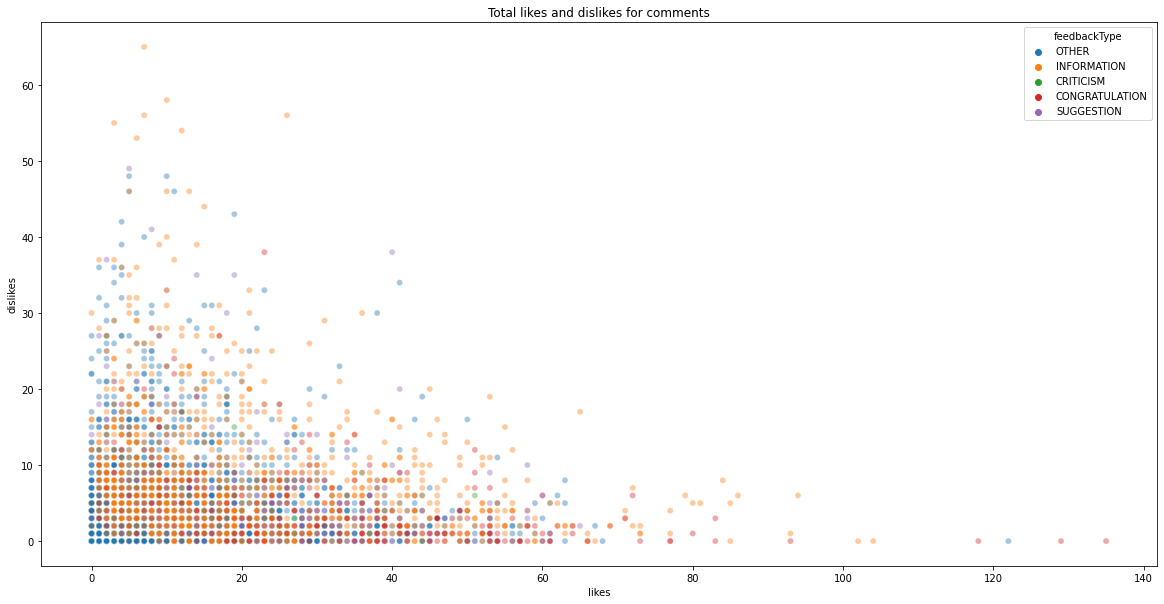 Total likes and dislikes for comments
feedbackType
OTHER
INFORMATION
CRITICISM
CONGRATULATION
SUGGESTION
dislikes
60
50
40
30
20
10
0
0 20 40 60 80 100 120 140
likes